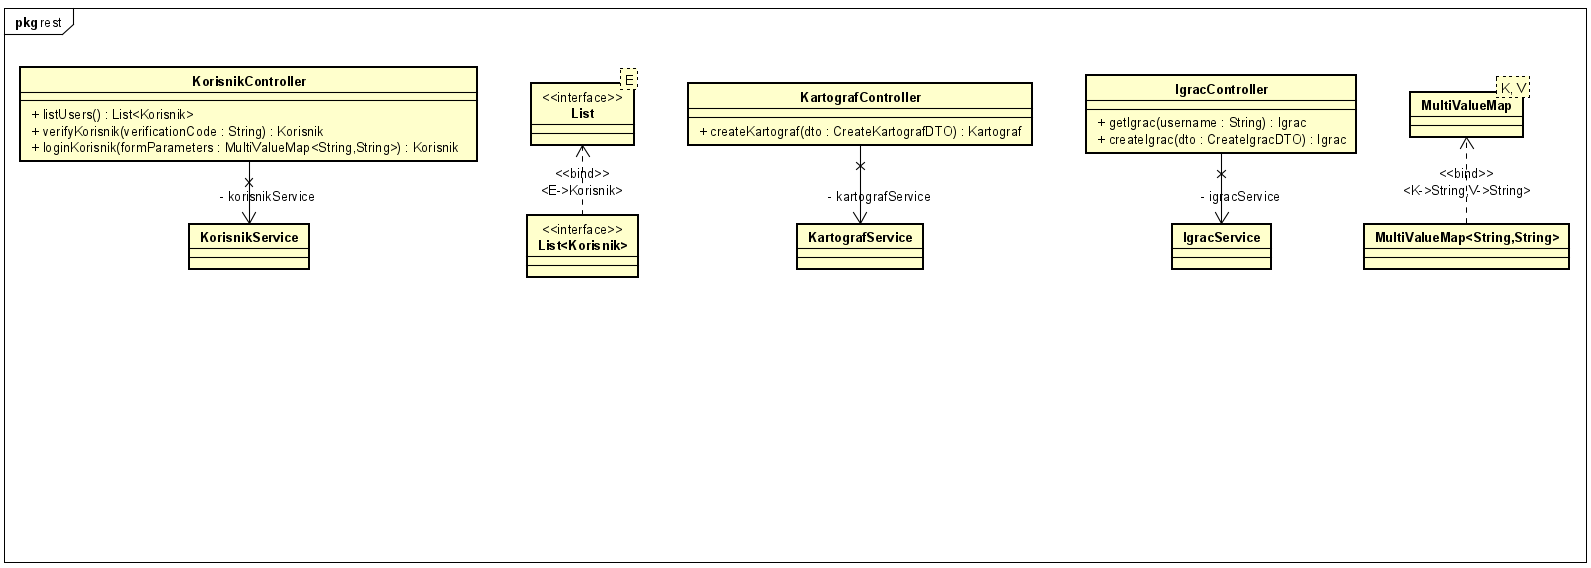 pkg rest
KorisnikController
+ listUsers() : List<Korisnik>
+ verifyKorisnik(verificationCode : String) : Korisnik
+ loginKorisnik(formParameters : MultiValueMap<String,String>) : Korisnik
- korisnikService
KorisnikService
E
<<interface>>
List
<<bind>>
<E->Korisnik>
<<interface>>
List<Korisnik>
KartografController
+ createKartograf(dto : CreateKartografDTO) : Kartograf
- kartografService
KartografService
IgracController
+ getIgrac(username : String) : Igrac
+ createIgrac(dto : CreateIgracDTO) : Igrac
- igracService
IgracService
K, V
MultiValueMap
<<bind>>
<K->String,V->String>
MultiValueMap<String,String>